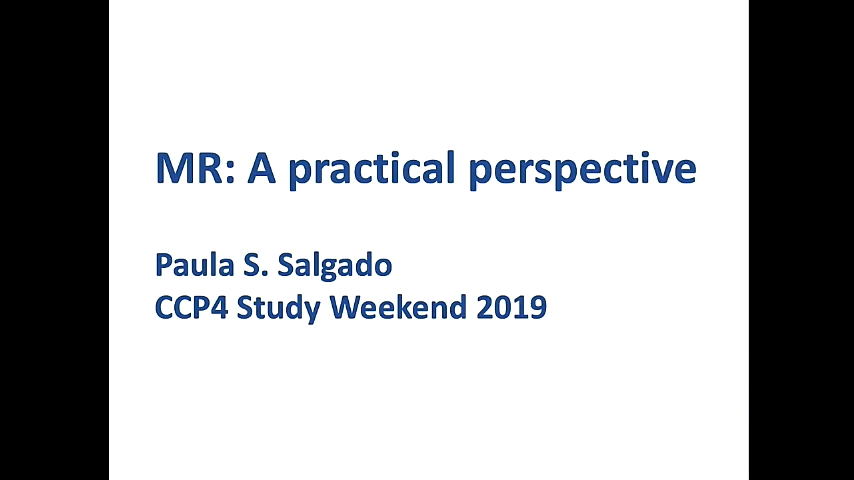 MR: A practical perspective
Paula S. Salgado
CCP4 Study Weekend 2019